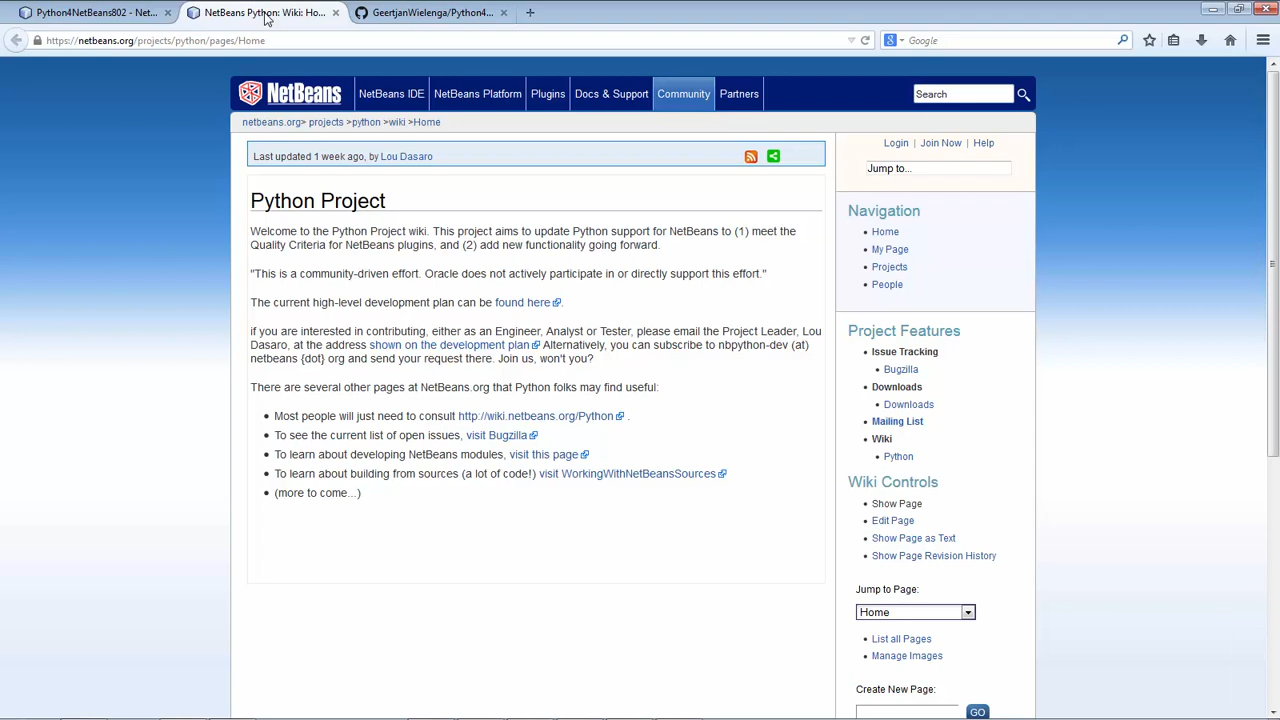 Python4NetBeans802 - Net...
NetBeans Python: Wiki: Ho...
GeertjanWielenga/Python4...
https://netbeans.org/projects/python/pages/Home
Google
NetBeans
NetBeans IDE
NetBeans Platform
Plugins
Docs & Support
Community
Partners
Search
netbeans.org> projects >python >wiki >Home
Last updated 1 week ago, by Lou Dasaro
Python Project
Welcome to the Python Project wiki. This project aims to update Python support for NetBeans to (1) meet the
Quality Criteria for NetBeans plugins, and (2) add new functionality going forward.
"This is a community-driven effort. Oracle does not actively participate in or directly support this effort."
The current high-level development plan can be found here.
if you are interested in contributing, either as an Engineer, Analyst or Tester, please email the Project Leader, Lou
Dasaro, at the address shown on the development plan Alternatively, you can subscribe to nbpython-dev (at)
netbeans {dot} org and send your request there. Join us, won't you?
There are several other pages at NetBeans.org that Python folks may find useful:
• Most people will just need to consult http://wiki.netbeans.org/Python .
• To see the current list of open issues, visit Bugzilla
• To learn about developing NetBeans modules, visit this page
• To learn about building from sources (a lot of code!) visit WorkingWithNetBeansSources
• (more to come...)
Login | Join Now | Help
Jump to...
Navigation
• Home
• My Page
• Projects
• People
Project Features
• Issue Tracking
• Bugzilla
• Downloads
• Downloads
• Mailing List
• Wiki
• Python
Wiki Controls
• Show Page
• Edit Page
• Show Page as Text
• Show Page Revision History
Jump to Page:
Home
• List all Pages
• Manage Images
Create New Page:
GO